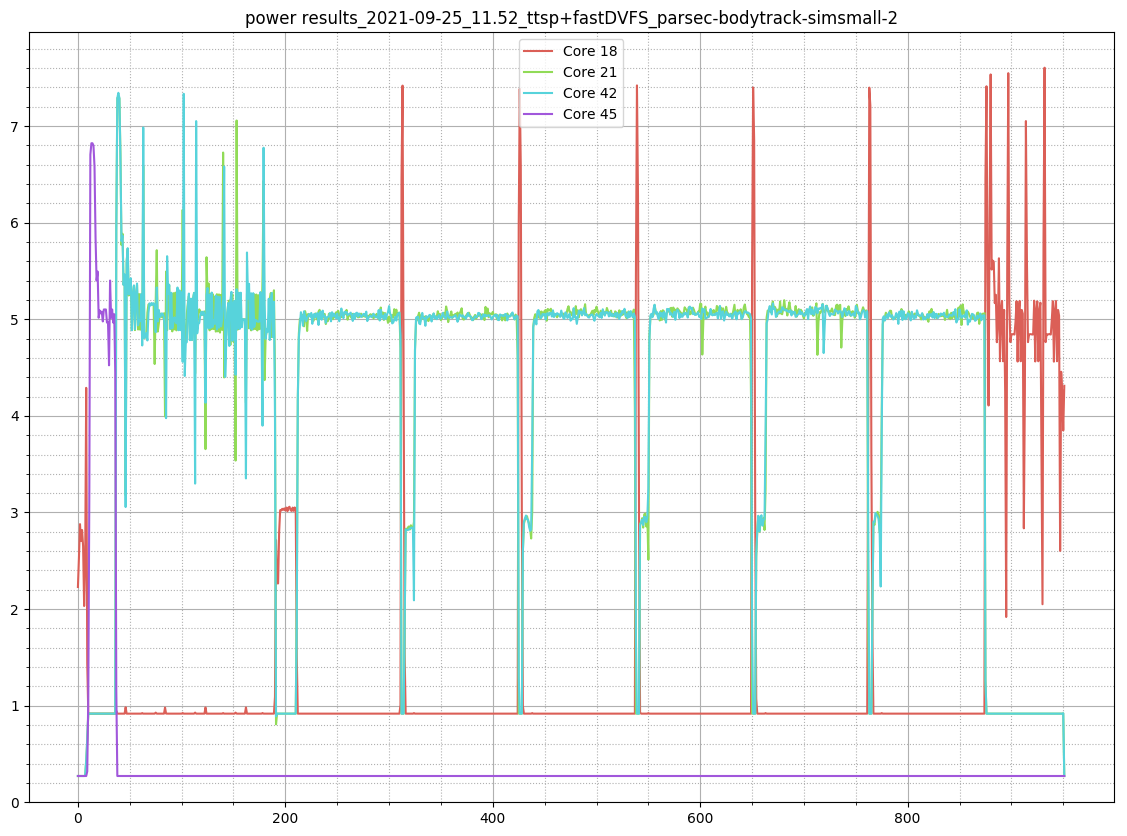 power results_2021-09-25_11.52_ttsp+fastDVFS_parsec-bodytrack-simsmall-2
Core 18
Core 21
Core 42
Core 45
7
6
5
4
3
2
1
0
0 200 400 600 800